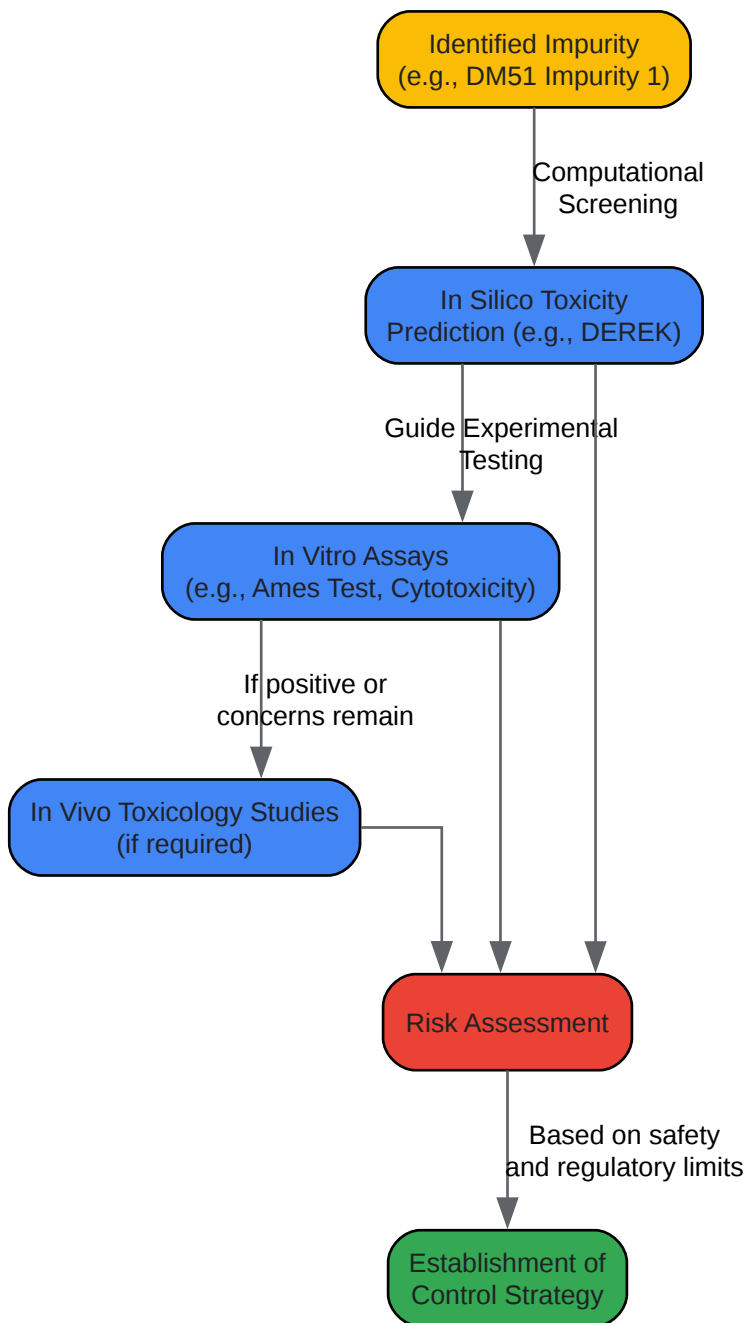 Identified Impurity
(e.g., DM51 Impurity 1)
Computational
Screening
In Silico Toxicity
Prediction (e.g., DEREK)
Guide Experimental
Testing
In Vitro Assays
(e.g., Ames Test, Cytotoxicity)
If positive or
concerns remain
In Vivo Toxicology Studies
(if required)
Risk Assessment
Based on safety
and regulatory limits
Establishment of
Control Strategy